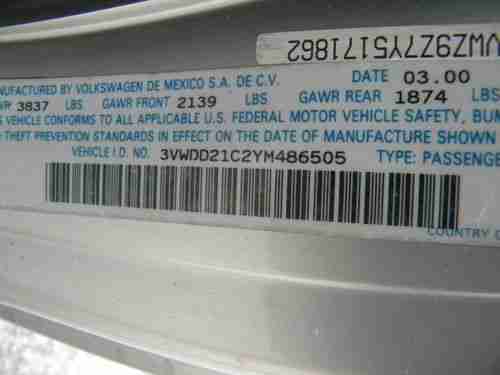 VWZ9Z7Y5171862
NUFACTURED BY VOLKSWAGEN DE MEXICO S.A. DE C.V. DATE 03.00
WR 3837 LBS GAWR FRONT 2139 LBS GAWR REAR 1874 LBS
S VEHICLE CONFORMS TO ALL APPLICABLE U.S. FEDERAL MOTOR VEHICLE SAFETY, BUM
THEFT PREVENTION STANDARDS IN EFFECT ON THE DATE OF MANUFACTURE SHOWN
VEHICLE I.D. NO. 3VWDD21C2YM486505 TYPE: PASSENGE
COUNTRY O